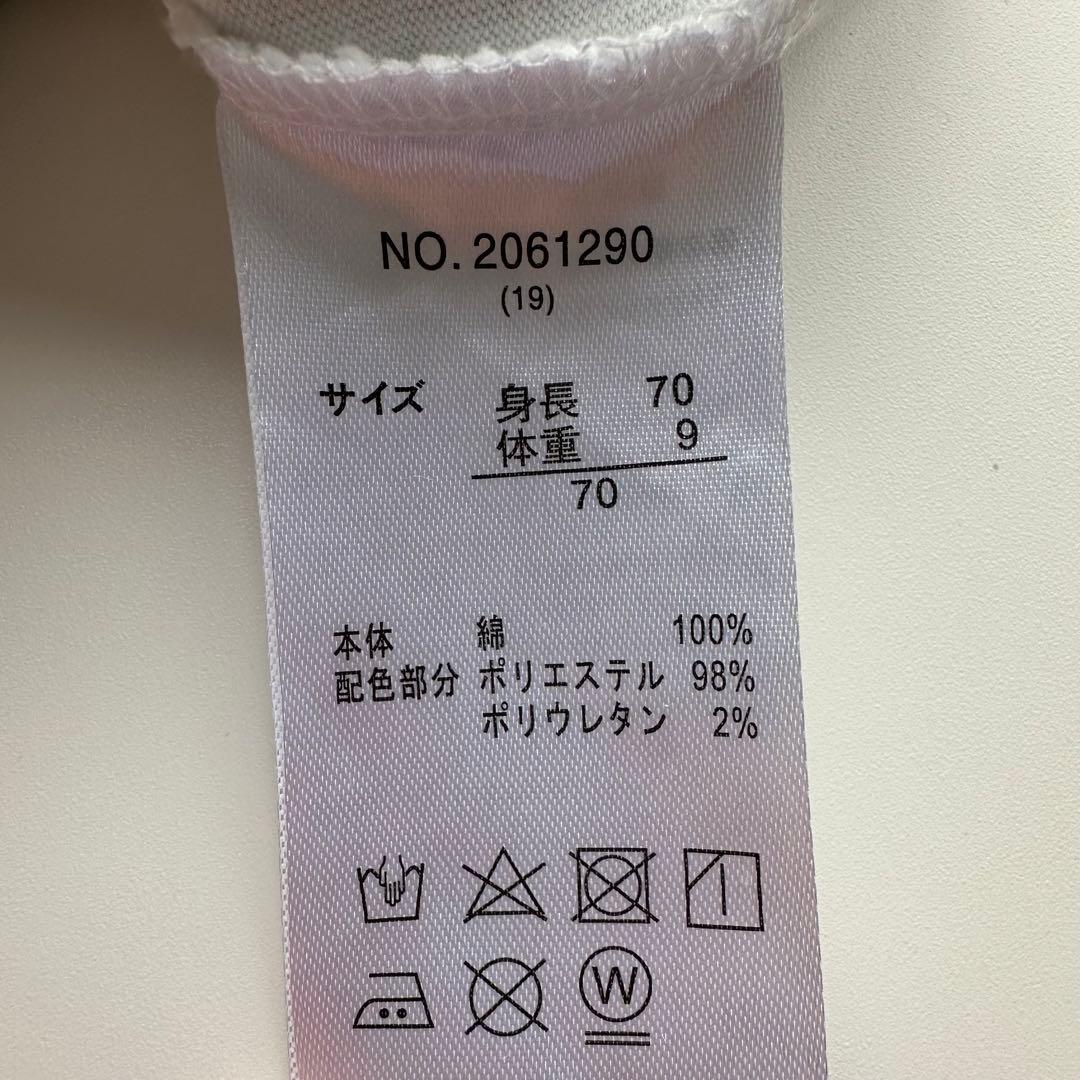 NO. 2061290
(19)
サイズ 身長 70
体重 9
70
本体 綿 100%
配色部分 ポリエステル 98%
ポリウレタン 2%
W